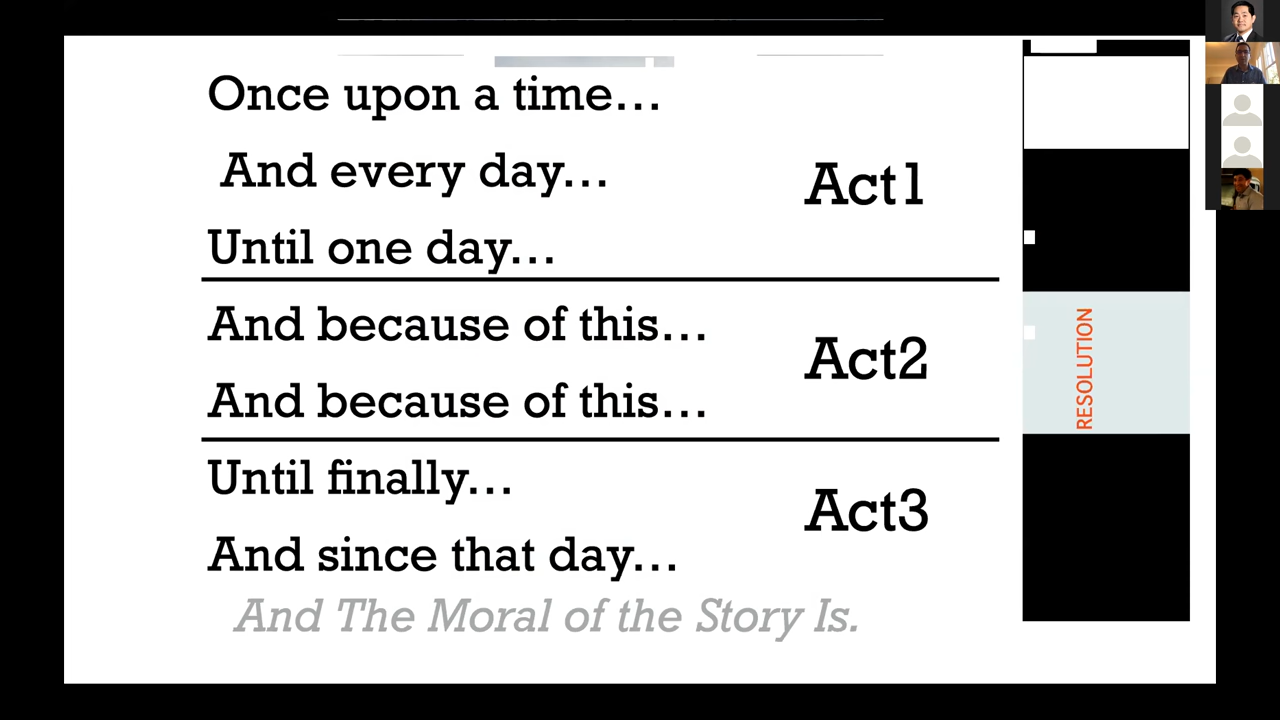 Once upon a time...
And every day...
Act1
Until one day...
And because of this...
Act2
And because of this...
Until finally...
Act3
And since that day...
And The Moral of the Story Is.
RESOLUTION